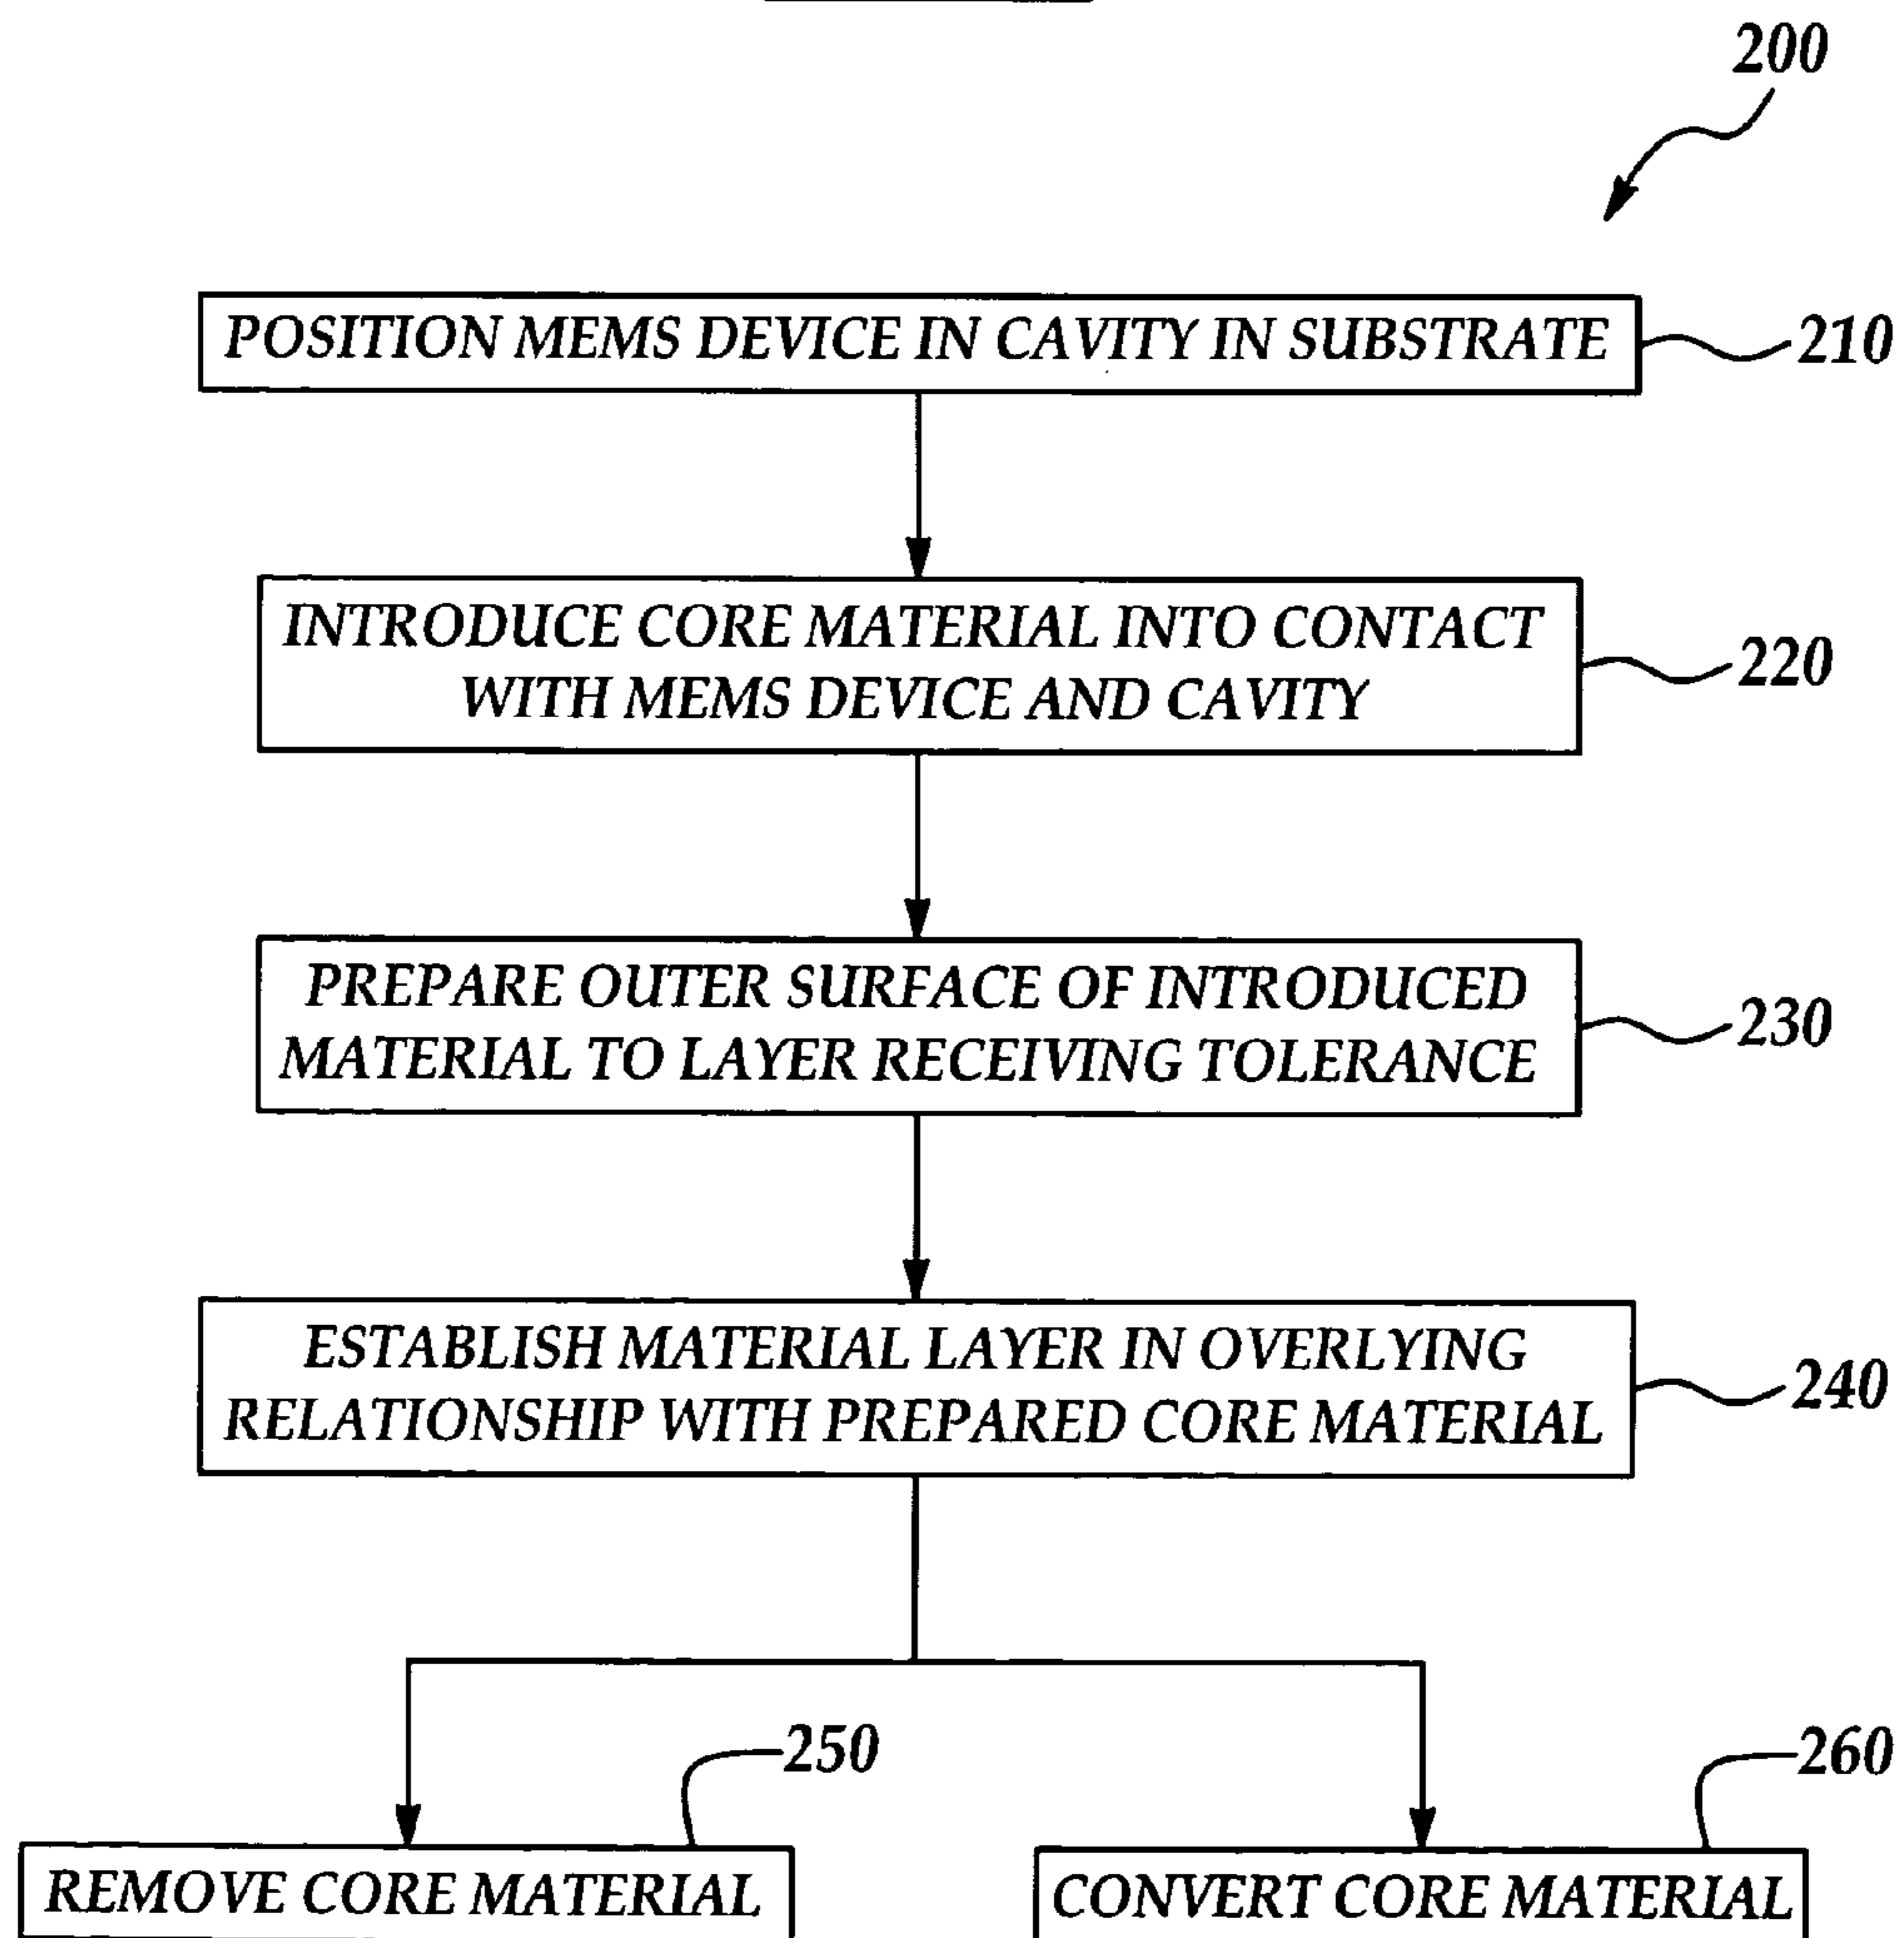 200
POSITION MEMS DEVICE IN CAVITY IN SUBSTRATE
210
INTRODUCE CORE MATERIAL INTO CONTACT
WITH MEMS DEVICE AND CAVITY
220
PREPARE OUTER SURFACE OF INTRODUCED
MATERIAL TO LAYER RECEIVING TOLERANCE
230
ESTABLISH MATERIAL LAYER IN OVERLYING
RELATIONSHIP WITH PREPARED CORE MATERIAL
240
250
REMOVE CORE MATERIAL
260
CONVERT CORE MATERIAL